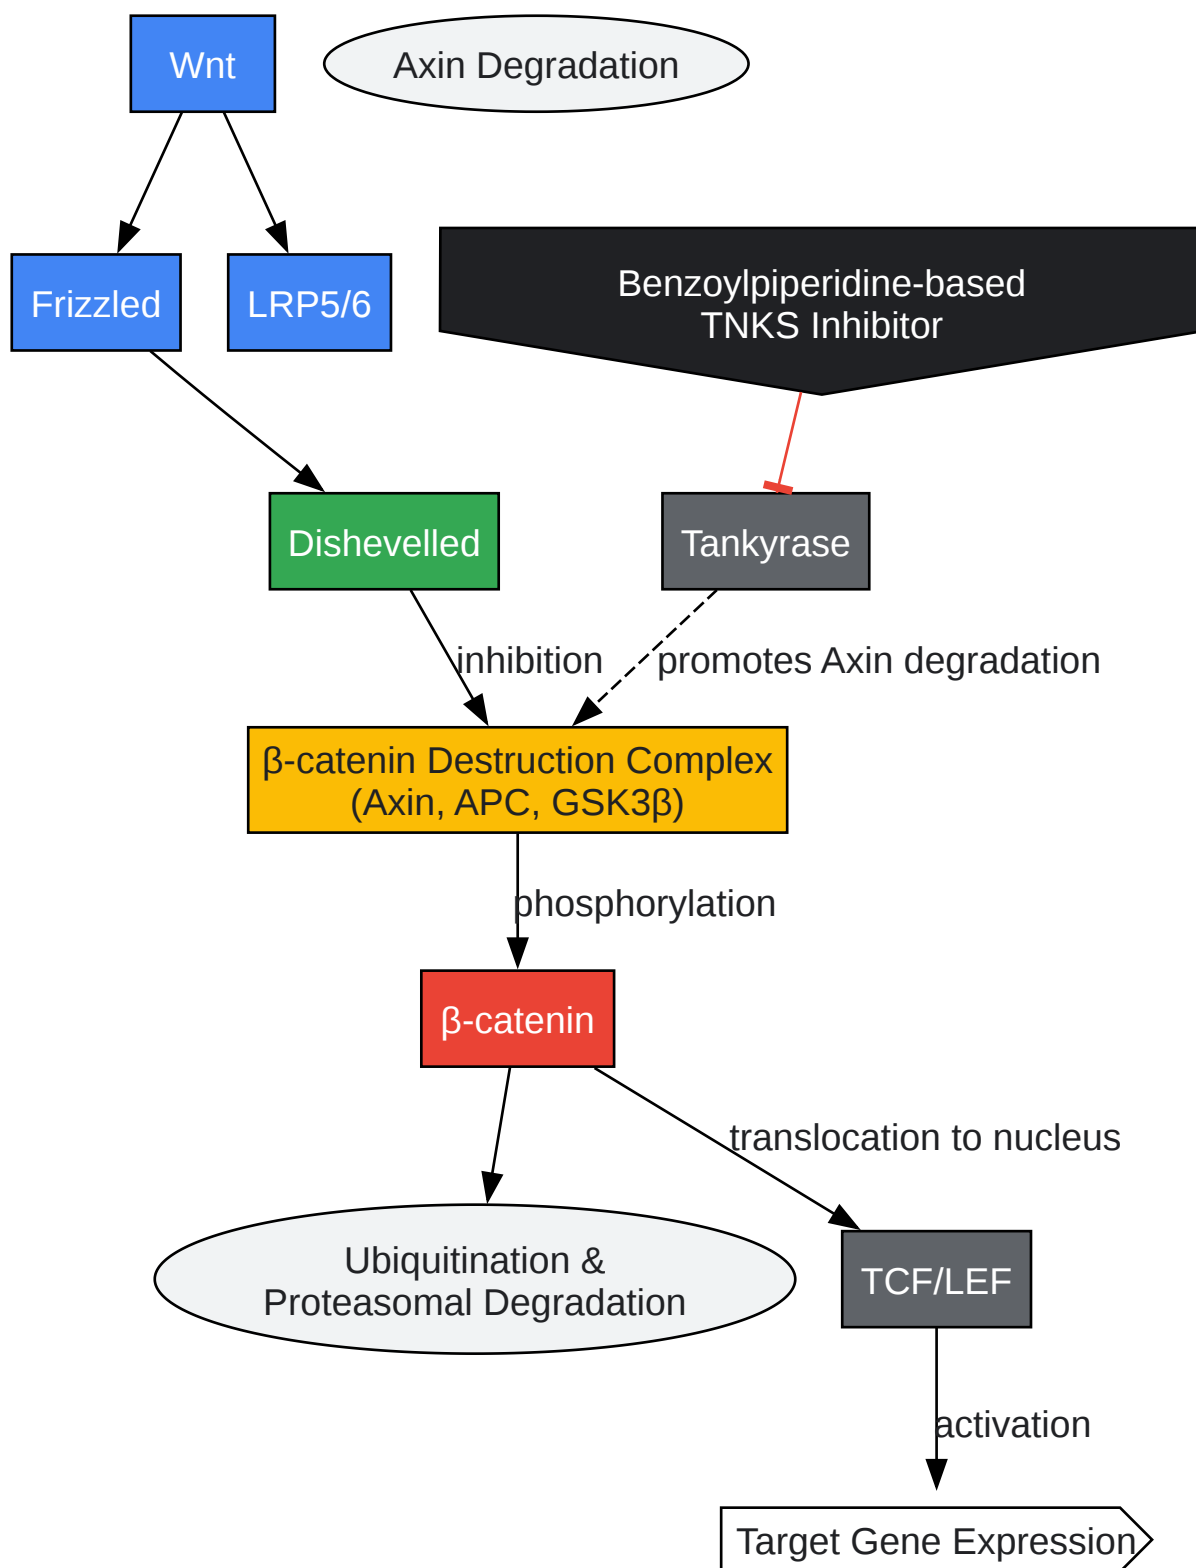 Wnt
Axin Degradation
Frizzled
LRP5/6
Benzoylpiperidine-based
TNKS Inhibitor
Dishevelled
Tankyrase
inhibition
promotes Axin degradation
β-catenin Destruction Complex
(Axin, APC, GSK3β)
phosphorylation
β-catenin
translocation to nucleus
Ubiquitination &
Proteasomal Degradation
TCF/LEF
activation
Target Gene Expression